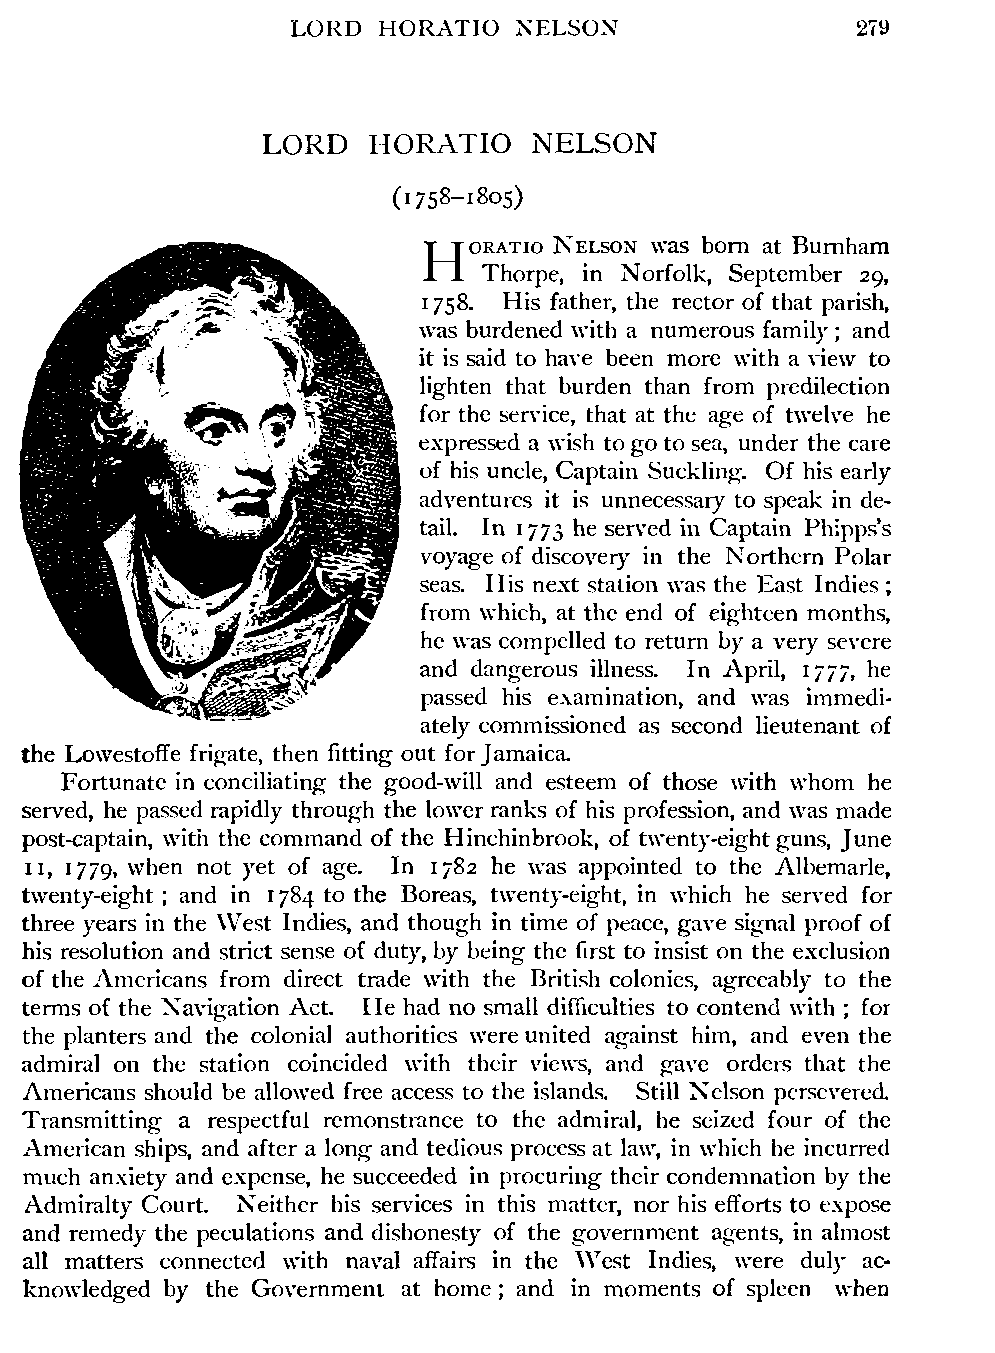 LORD HORATIO NELSON 279
LORD HORATIO NELSON
(1758–1805)
HORATIO NELSON was born at Burnham
Thorpe, in Norfolk, September 29,
1758. His father, the rector of that parish,
was burdened with a numerous family; and
it is said to have been more with a view to
lighten that burden than from predilection
for the service, that at the age of twelve he
expressed a wish to go to sea, under the care
of his uncle, Captain Suckling. Of his early
adventures it is unnecessary to speak in de-
tail. In 1773 he served in Captain Phipps's
voyage of discovery in the Northern Polar
seas. His next station was the East Indies;
from which, at the end of eighteen months,
he was compelled to return by a very severe
and dangerous illness. In April, 1777, he
passed his examination, and was immedi-
ately commissioned as second lieutenant of
the Lowestoffe frigate, then fitting out for Jamaica.
Fortunate in conciliating the good-will and esteem of those with whom he
served, he passed rapidly through the lower ranks of his profession, and was made
post-captain, with the command of the Hinchinbrook, of twenty-eight guns, June
11, 1779, when not yet of age. In 1782 he was appointed to the Albemarle,
twenty-eight; and in 1784 to the Boreas, twenty-eight, in which he served for
three years in the West Indies, and though in time of peace, gave signal proof of
his resolution and strict sense of duty, by being the first to insist on the exclusion
of the Americans from direct trade with the British colonies, agreeably to the
terms of the Navigation Act. He had no small difficulties to contend with; for
the planters and the colonial authorities were united against him, and even the
admiral on the station coincided with their views, and gave orders that the
Americans should be allowed free access to the islands. Still Nelson persevered.
Transmitting a respectful remonstrance to the admiral, he seized four of the
American ships, and after a long and tedious process at law, in which he incurred
much anxiety and expense, he succeeded in procuring their condemnation by the
Admiralty Court. Neither his services in this matter, nor his efforts to expose
and remedy the peculations and dishonesty of the government agents, in almost
all matters connected with naval affairs in the West Indies, were duly ac-
knowledged by the Government at home; and in moments of spleen when